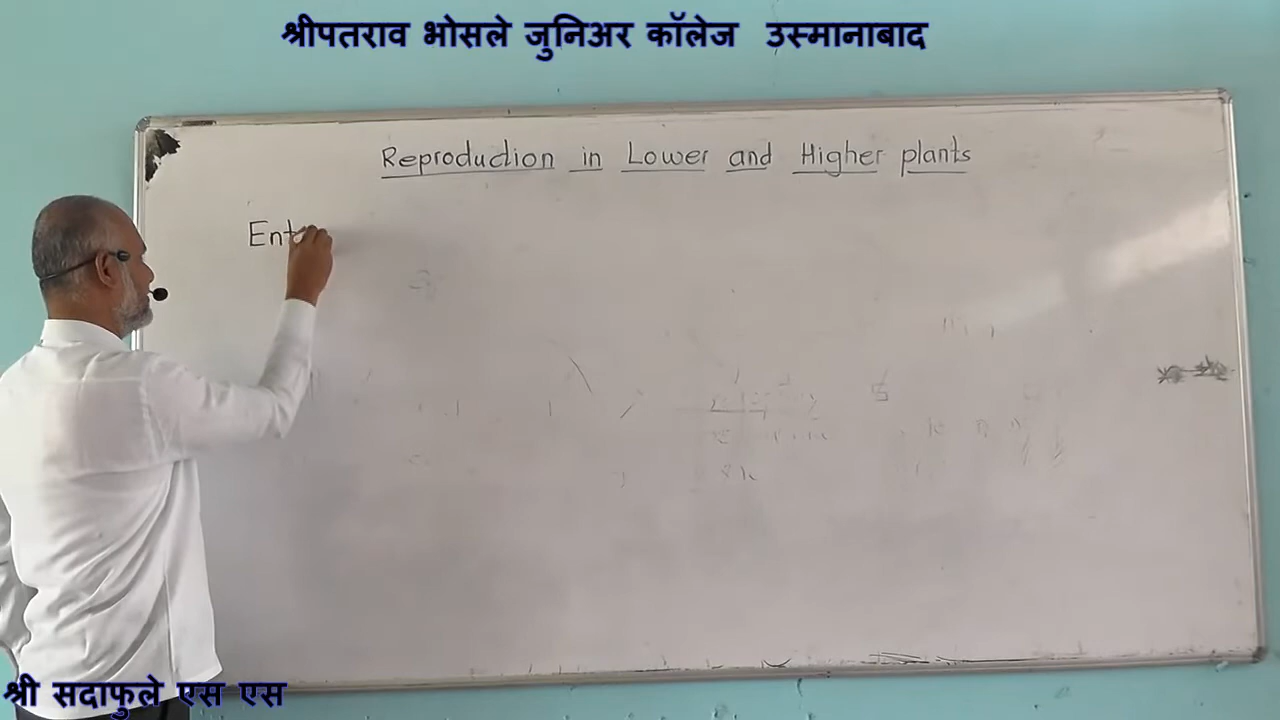 श्रीपतराव भोसले जुनिअर कॉलेज उस्मानाबाद
Reproduction in Lower and Higher plants
Ent
श्री सदाफुले एस एस